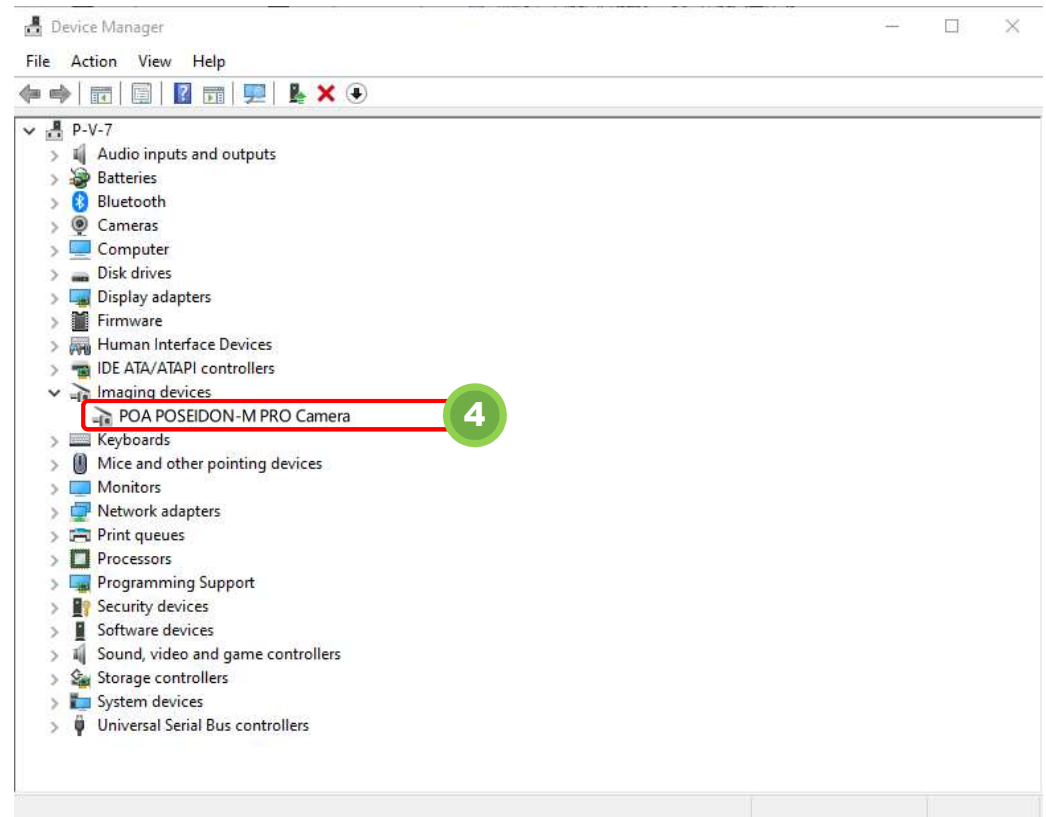 Device Manager
File Action View Help
P-V-7
Audio inputs and outputs
Batteries
Bluetooth
Cameras
Computer
Disk drives
Display adapters
Firmware
Human Interface Devices
IDE ATA/ATAPI controllers
Imaging devices
POA POSEIDON-M PRO Camera 4
Keyboards
Mice and other pointing devices
Monitors
Network adapters
Print queues
Processors
Programming Support
Security devices
Software devices
Sound, video and game controllers
Storage controllers
System devices
Universal Serial Bus controllers